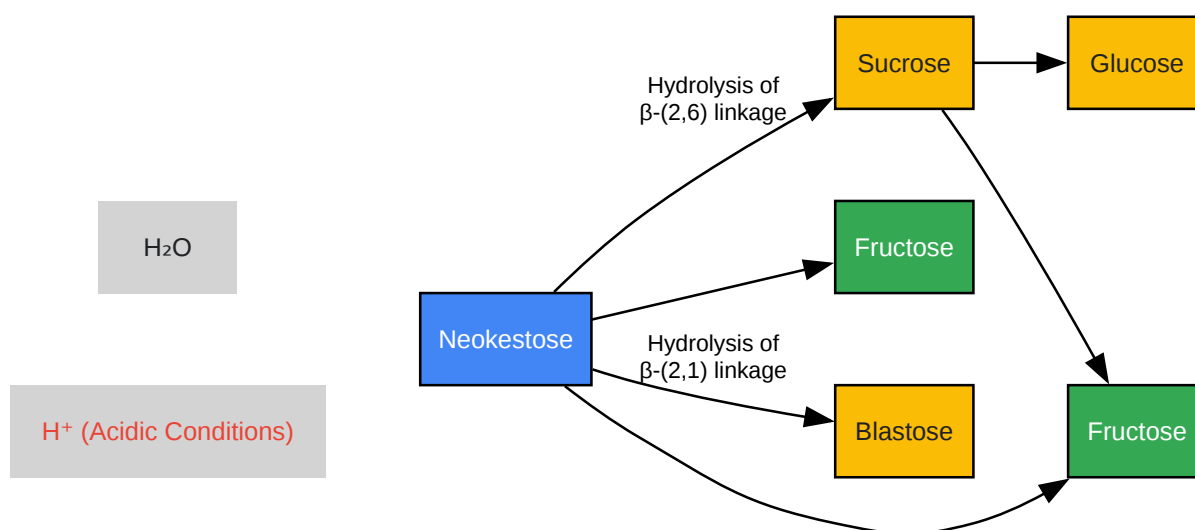 Sucrose
Glucose
Hydrolysis of
β-(2,6) linkage
H₂O
Fructose
Neokestose
Hydrolysis of
β-(2,1) linkage
H⁺ (Acidic Conditions)
Blastose
Fructose